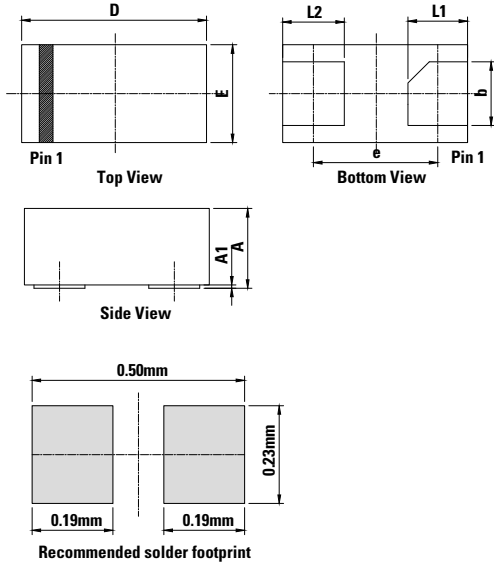 D
E
Pin 1
Top View
L2
L1
b
e
Pin 1
Bottom View
A1
A
Side View
0.50mm
0.23mm
0.19mm
0.19mm
Recommended solder footprint